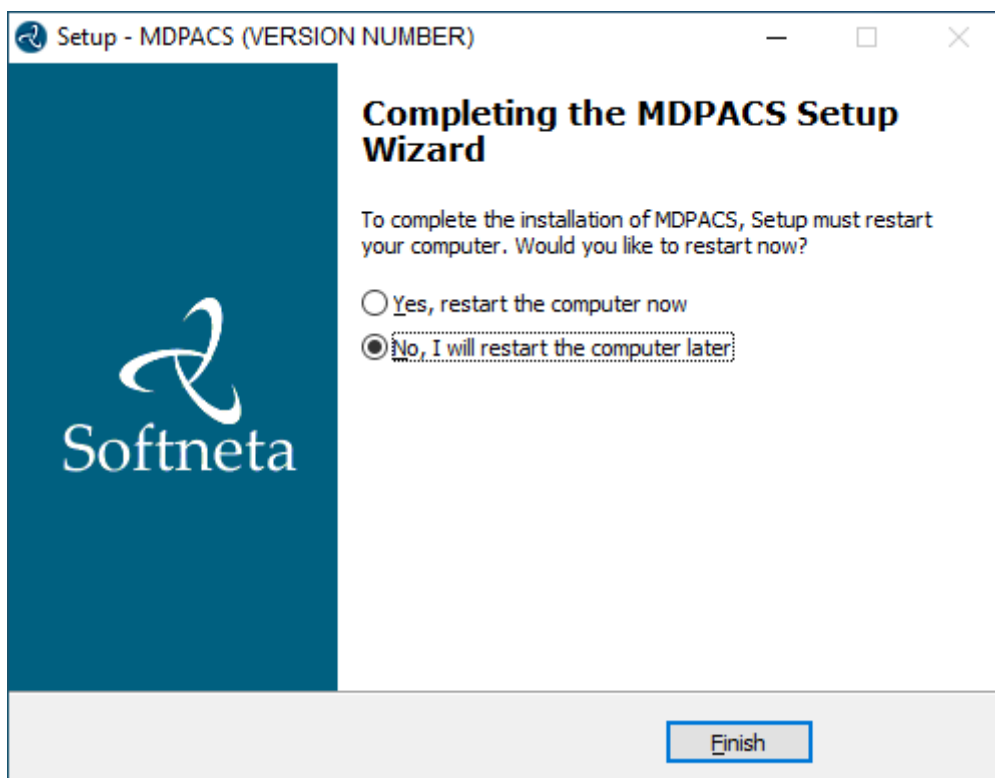 Setup - MDPACS (VERSION NUMBER)
Completing the MDPACS Setup
Wizard
To complete the installation of MDPACS, Setup must restart
your computer. Would you like to restart now?
Yes, restart the computer now
No, I will restart the computer later
Softneta
Finish